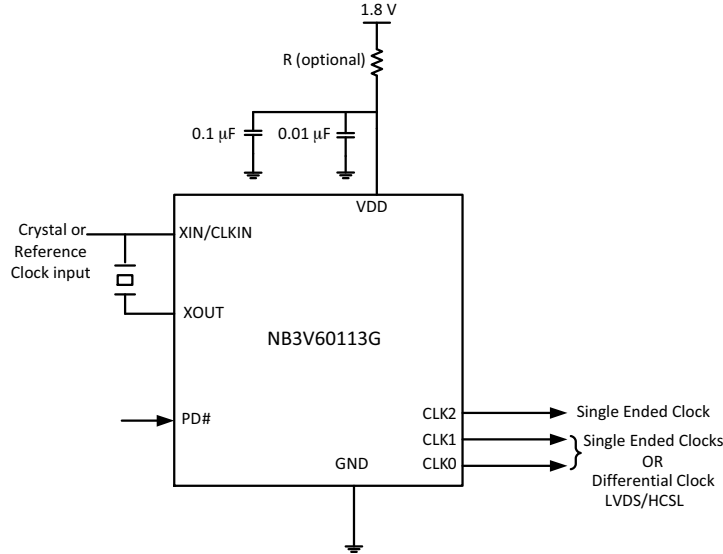 1.8 V
R (optional)
0.1 μF
0.01 μF
VDD
Crystal or
Reference
Clock input
XIN/CLKIN
XOUT
NB3V60113G
PD#
GND
CLK2
CLK1
CLK0
Single Ended Clock
Single Ended Clocks
OR
Differential Clock
LVDS/HCSL